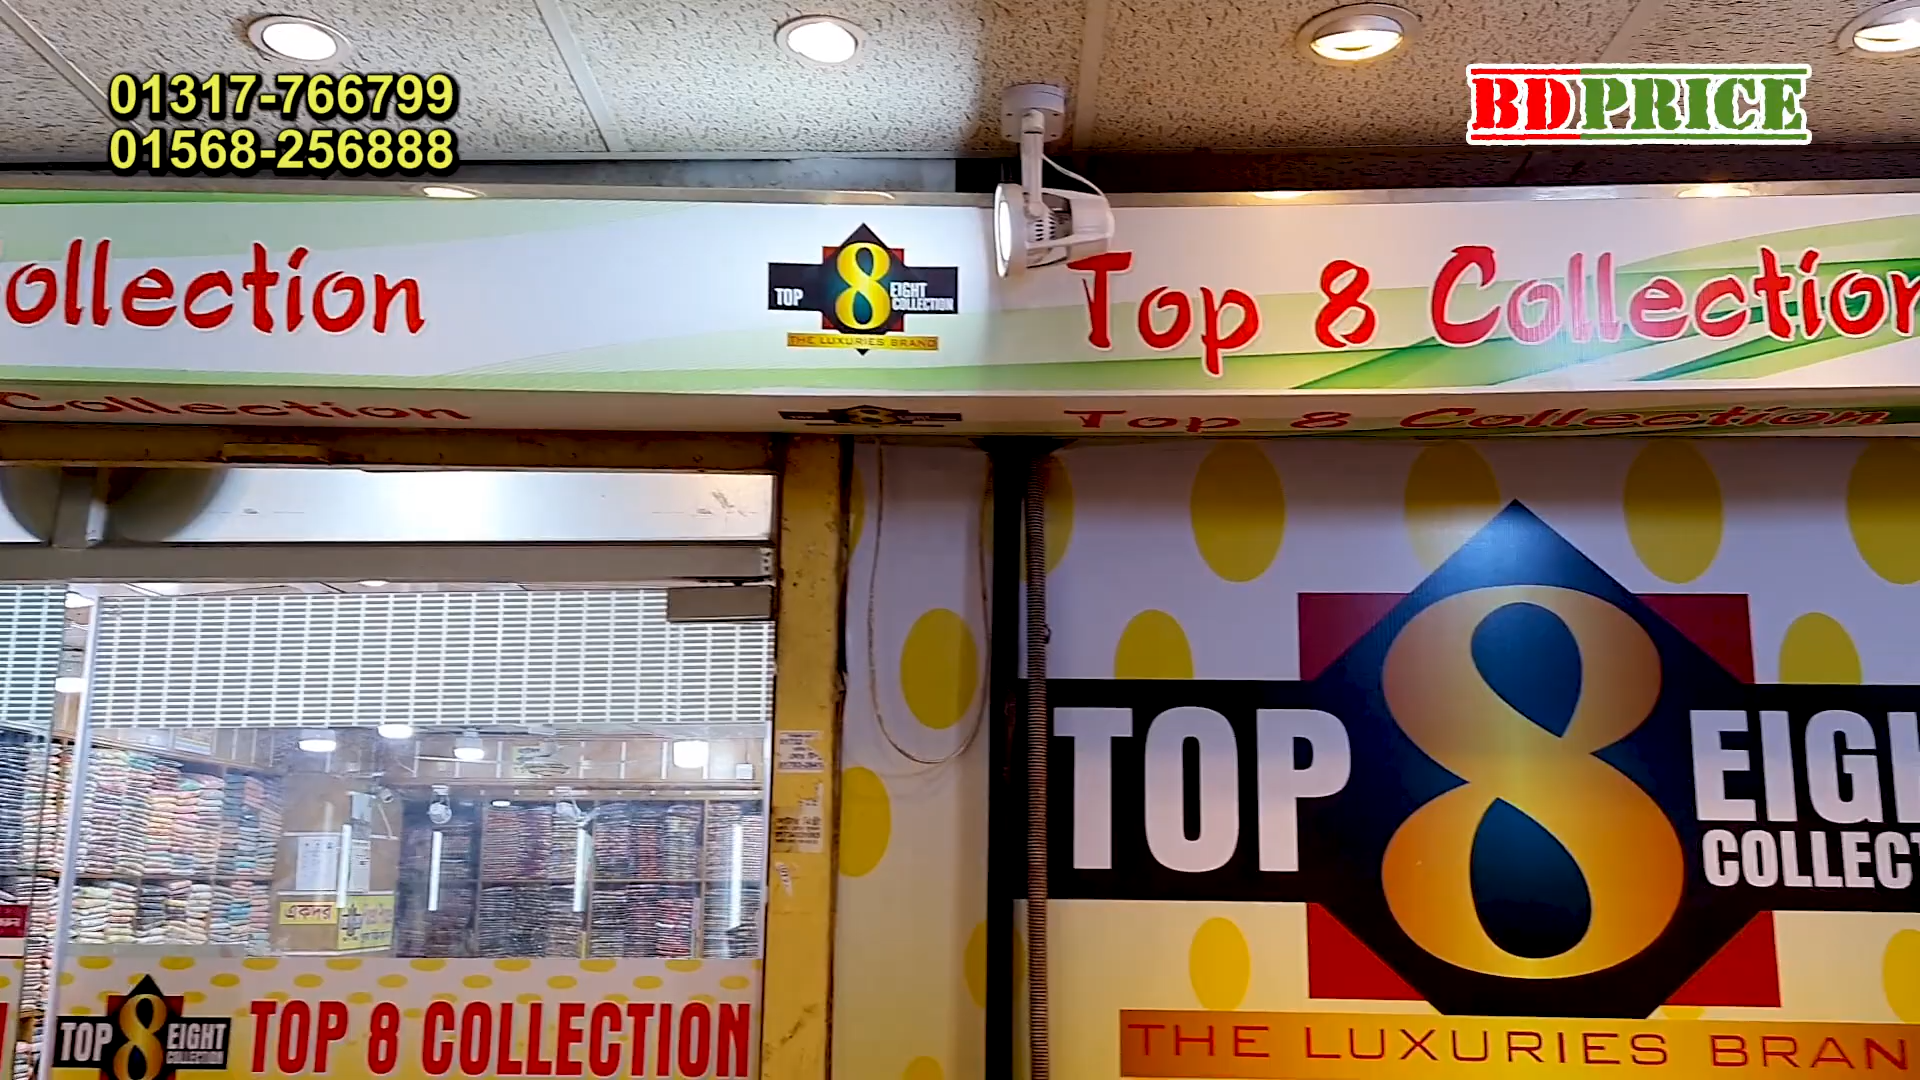 01317-766799
01568-256888
BDPRICE
ollection
TOP 8 EIGHT
COLLECTION
THE LUXURIES BRAND
Top 8 Collection
Collection
Top 8 Collection
TOP 8 EIGH
COLLECT
THE LUXURIES BRAN
একদর
TOP 8 EIGHT
COLLECTION
TOP 8 COLLECTION